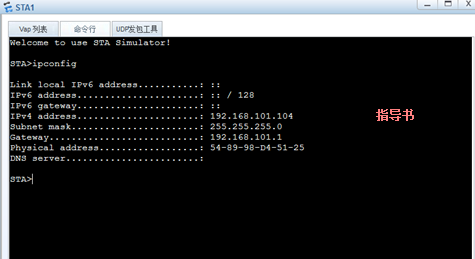 STA1
Vap 列表 命令行 UDP发包工具
Welcome to use STA Simulator!
STA>ipconfig
Link local IPv6 address...........: ::
IPv6 address......................: :: / 128
IPv6 gateway......................: ::
IPv4 address......................: 192.168.101.104
Subnet mask.......................: 255.255.255.0
Gateway...........................: 192.168.101.1
Physical address..................: 54-89-98-D4-51-25
DNS server........................:
STA>
指导书